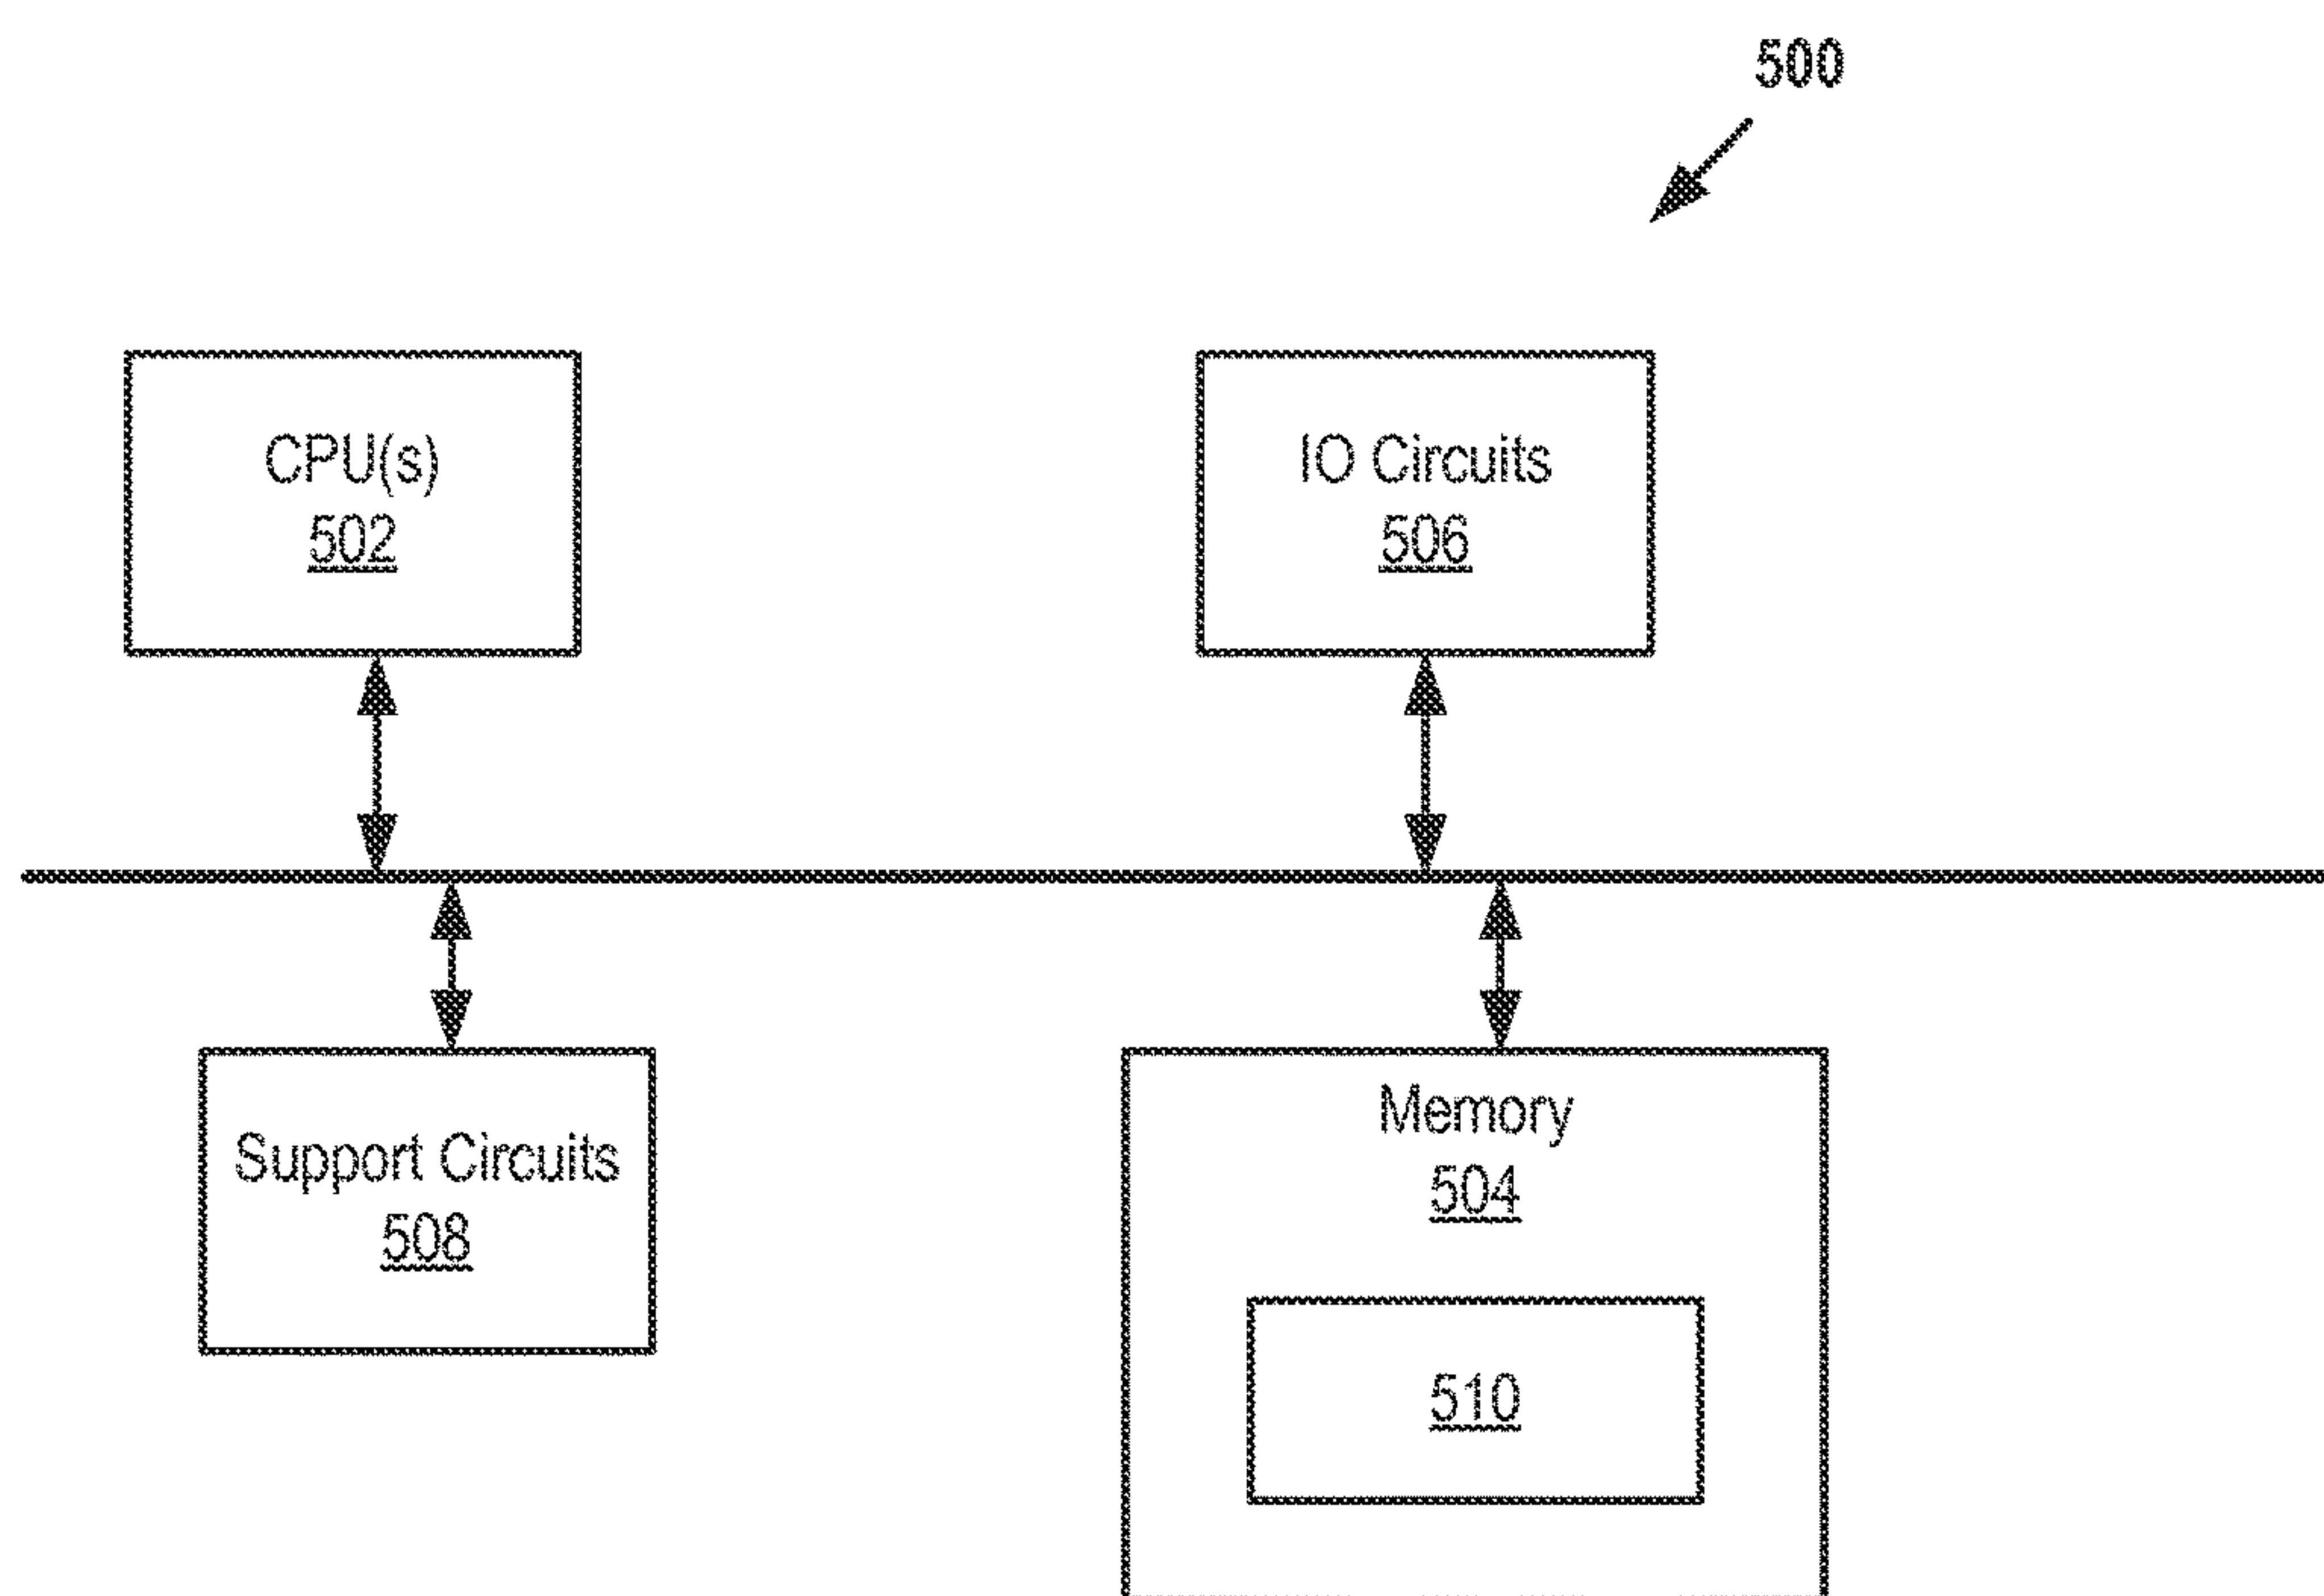 500
CPU(s)
502
IO Circuits
506
Support Circuits
508
Memory
504
510